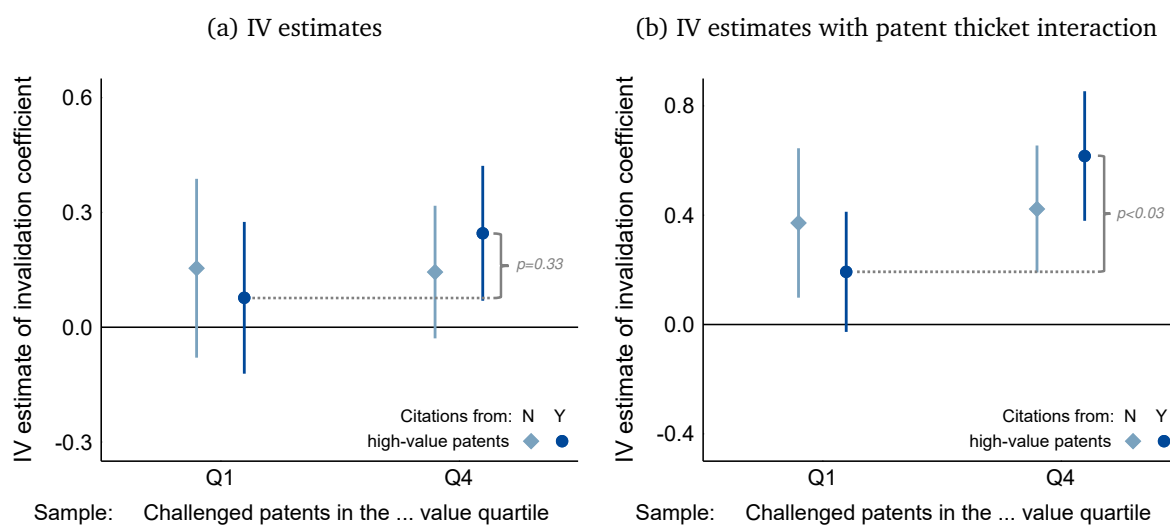 (a) IV estimates
IV estimate of invalidation coefficient
0.6
0.3
0.0
-0.3
p=0.33
Citations from: N Y
high-value patents
Q1 Q4
Sample: Challenged patents in the ... value quartile
(b) IV estimates with patent thicket interaction
IV estimate of invalidation coefficient
0.8
0.4
0.0
-0.4
p<0.03
Citations from: N Y
high-value patents
Q1 Q4
Sample: Challenged patents in the ... value quartile